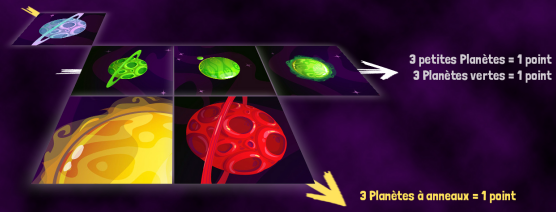 3 petites Planètes = 1 point
3 Planètes vertes = 1 point
3 Planètes à anneaux = 1 point